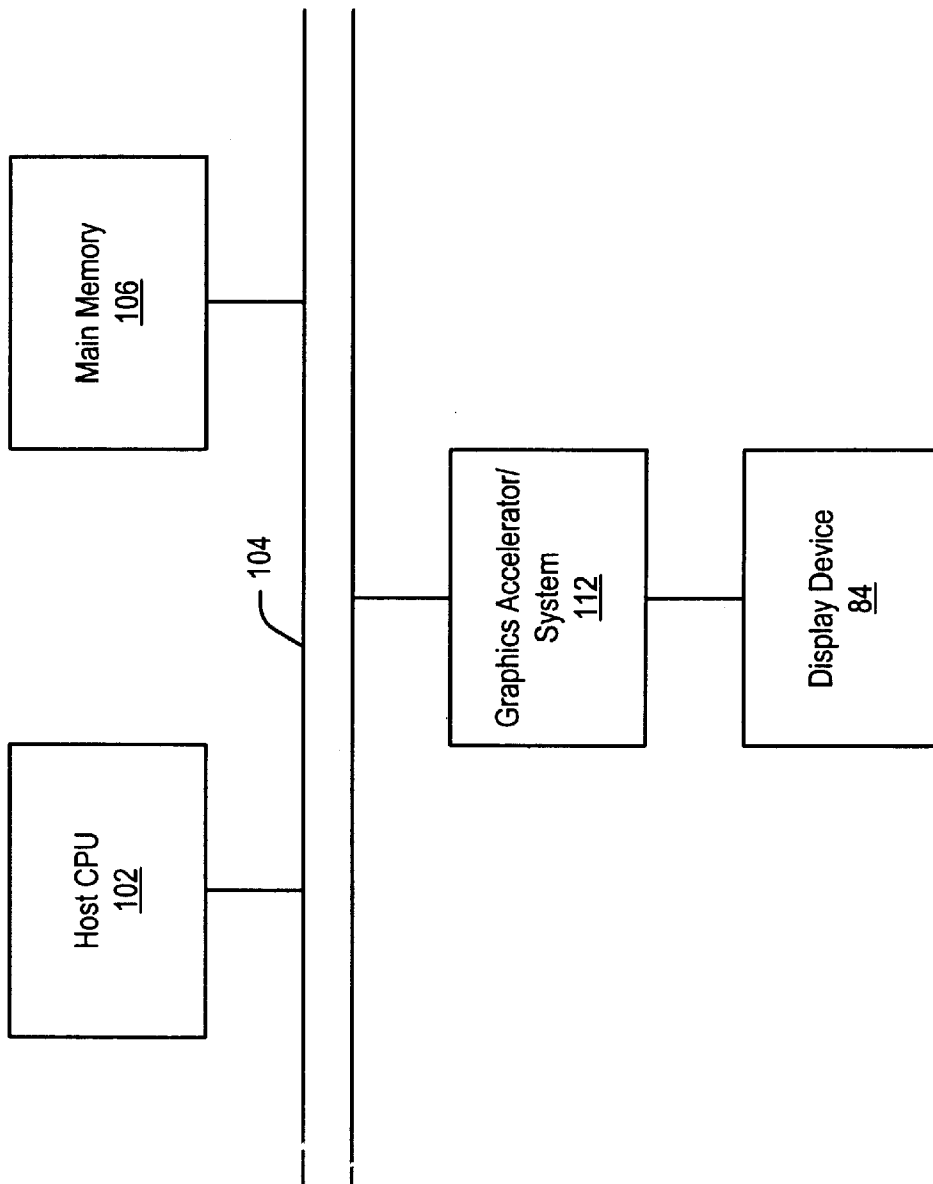 Host CPU
102
Main Memory
106
104
Graphics Accelerator/
System
112
Display Device
84